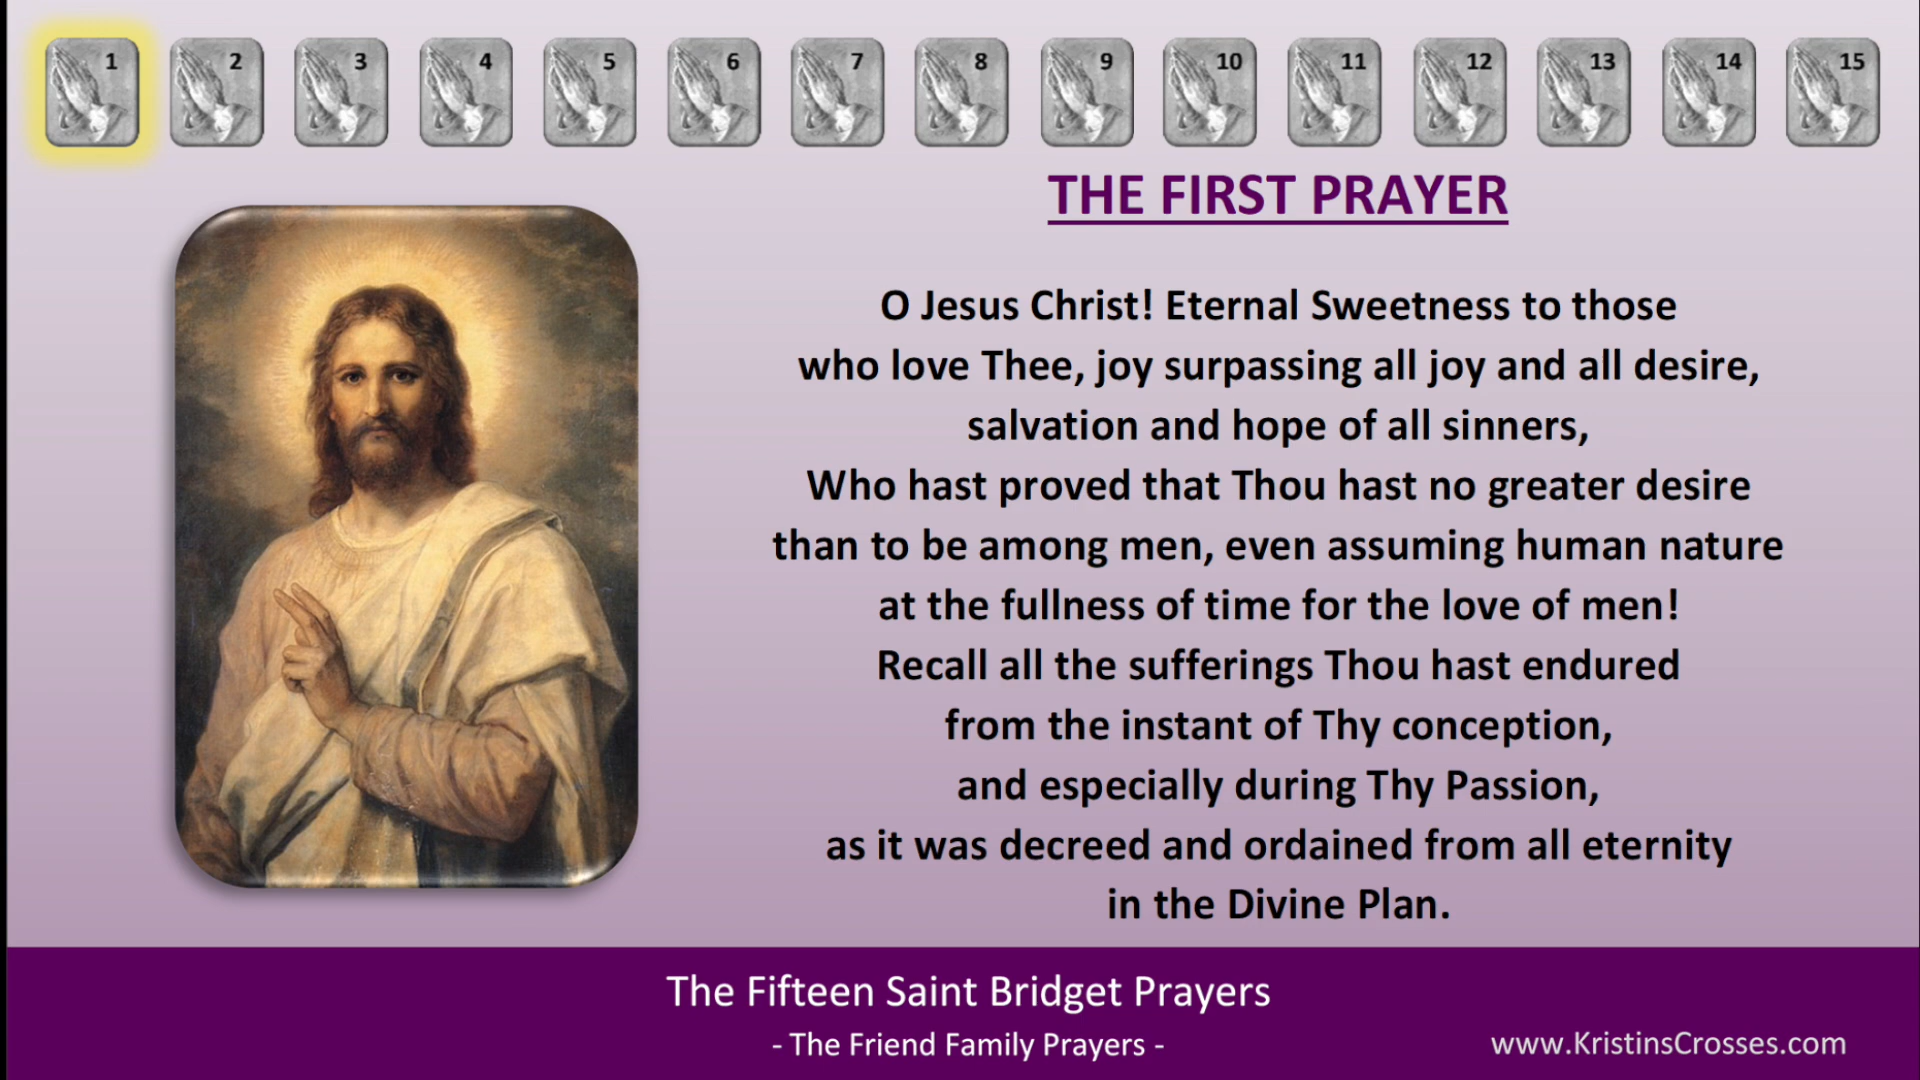 1 2 3 4 5 6 7 8 9 10 11 12 13 14 15
THE FIRST PRAYER
O Jesus Christ! Eternal Sweetness to those
who love Thee, joy surpassing all joy and all desire,
salvation and hope of all sinners,
Who hast proved that Thou hast no greater desire
than to be among men, even assuming human nature
at the fullness of time for the love of men!
Recall all the sufferings Thou hast endured
from the instant of Thy conception,
and especially during Thy Passion,
as it was decreed and ordained from all eternity
in the Divine Plan.
The Fifteen Saint Bridget Prayers
- The Friend Family Prayers -
www.KristinsCrosses.com